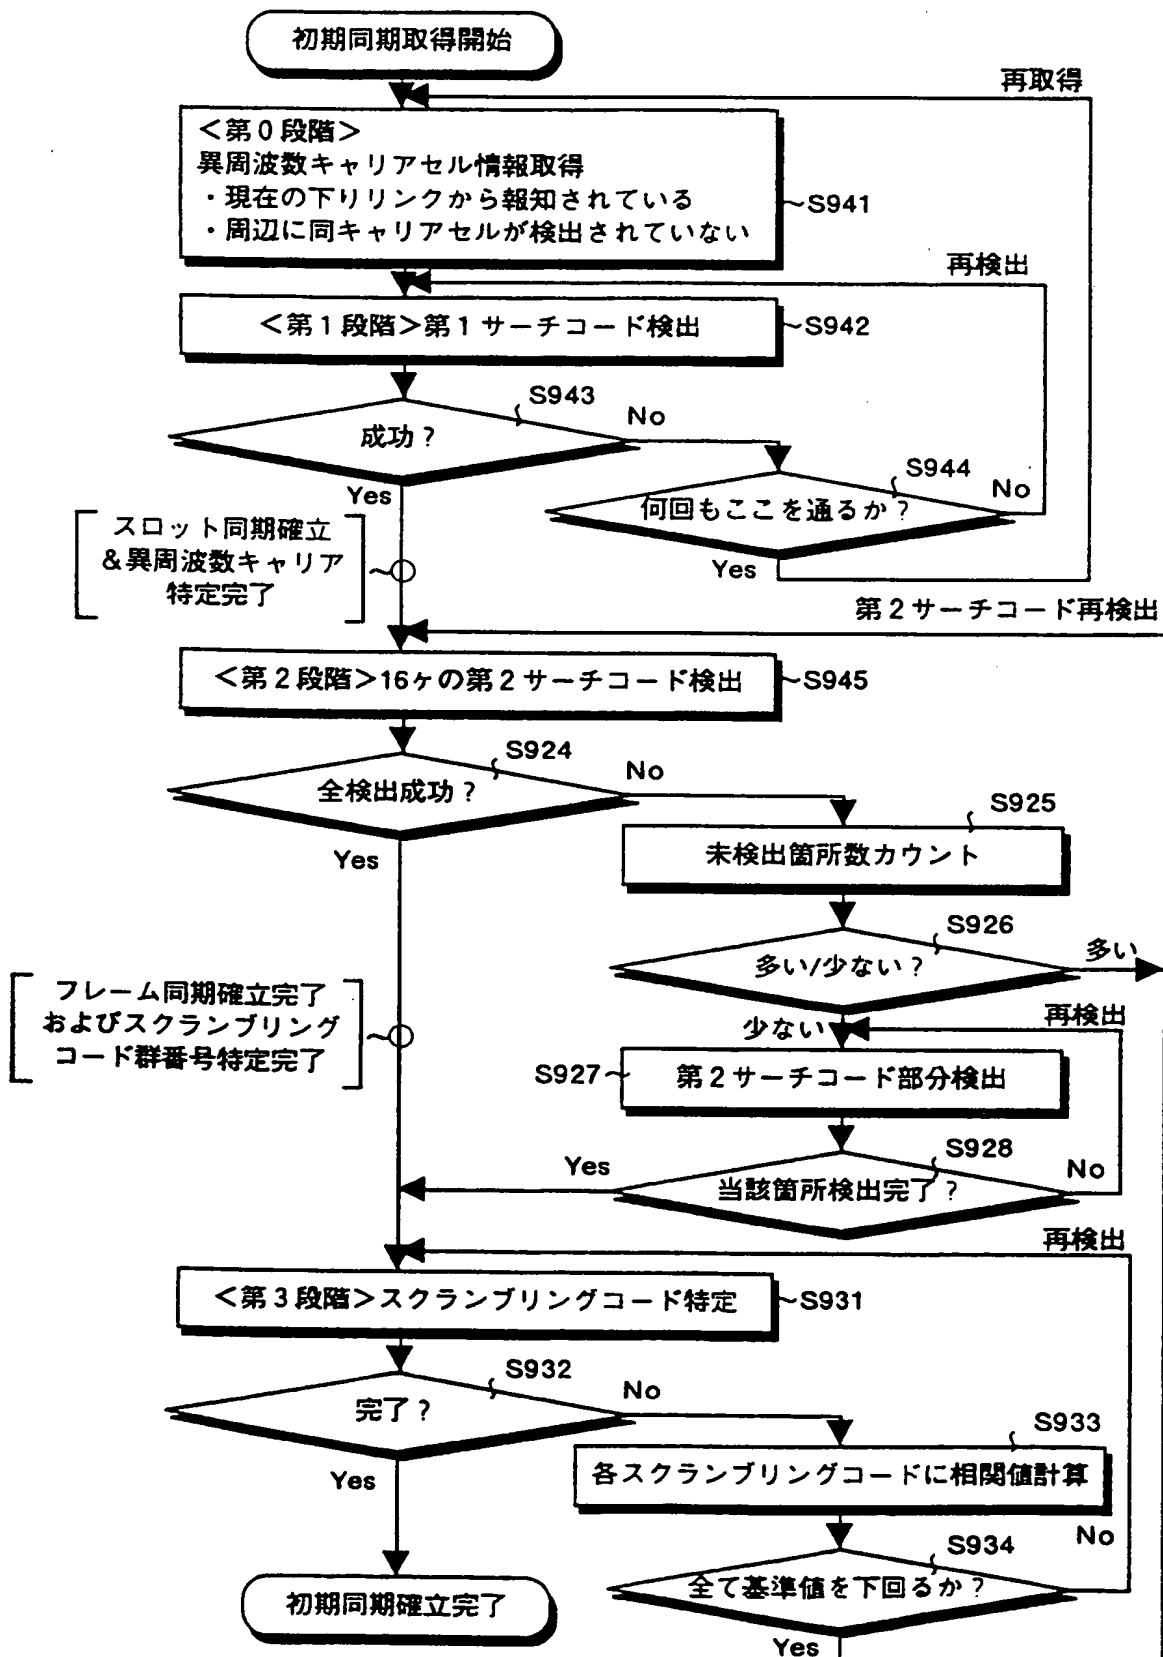 初期同期取得開始
再取得
<第0段階>
異周波数キャリアセル情報取得
・現在の下りリンクから報知されている
・周辺に同キャリアセルが検出されていない
S941
再検出
<第1段階>第1サーチコード検出
S942
S943
成功?
No
S944
何回もここを通るか?
No
Yes
Yes
スロット同期確立
&異周波数キャリア
特定完了
第2サーチコード再検出
<第2段階>16ヶの第2サーチコード検出
S945
S924
全検出成功?
No
Yes
S925
未検出箇所数カウント
S926
多い/少ない?
多い
フレーム同期確立完了
およびスクランブリング
コード群番号特定完了
少ない
再検出
S927
第2サーチコード部分検出
S928
当該箇所検出完了?
Yes
No
再検出
<第3段階>スクランブリングコード特定
S931
S932
完了?
No
Yes
S933
各スクランブリングコードに相関値計算
S934
全て基準値を下回るか?
No
Yes
初期同期確立完了